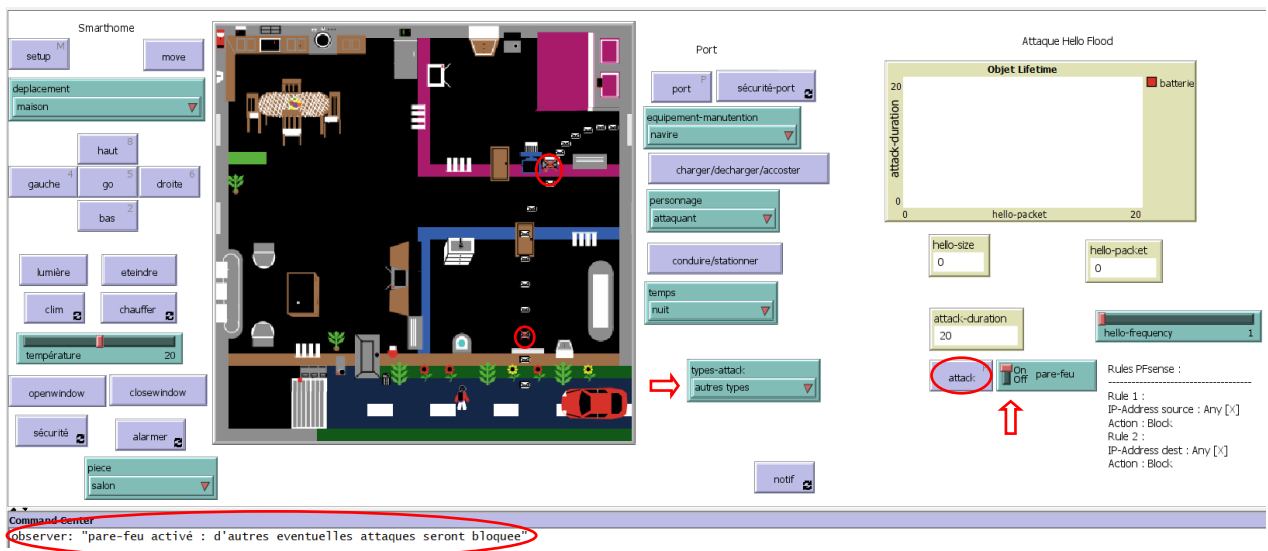 Smarthome
setup
M
move
deplacement
maison
haut
8
gauche
4
go
5
droite
6
bas
2
lumière
eteindre
clim
chauffer
température
20
openwindow
closewindow
sécurité
alarmer
piece
salon
Port
port
P
sécurité-port
equipement-manutention
navire
charger/decharger/accoster
personnage
attaquant
conduire/stationner
temps
nuit
types-attack
autres types
notif
Attaque Hello Flood
Objet Lifetime
20
attack-duration
0
0
hello-packet
20
batterie
hello-size
0
hello-packet
0
attack-duration
20
hello-frequency
1
attack
On
Off
pare-feu
Rules PFsense :
-----------------------------------
Rule 1 :
IP-Address source : Any [X]
Action : Block
Rule 2 :
IP-Address dest : Any [X]
Action : Block
Command Center
observer: "pare-feu activé : d'autres eventuelles attaques seront bloquee"